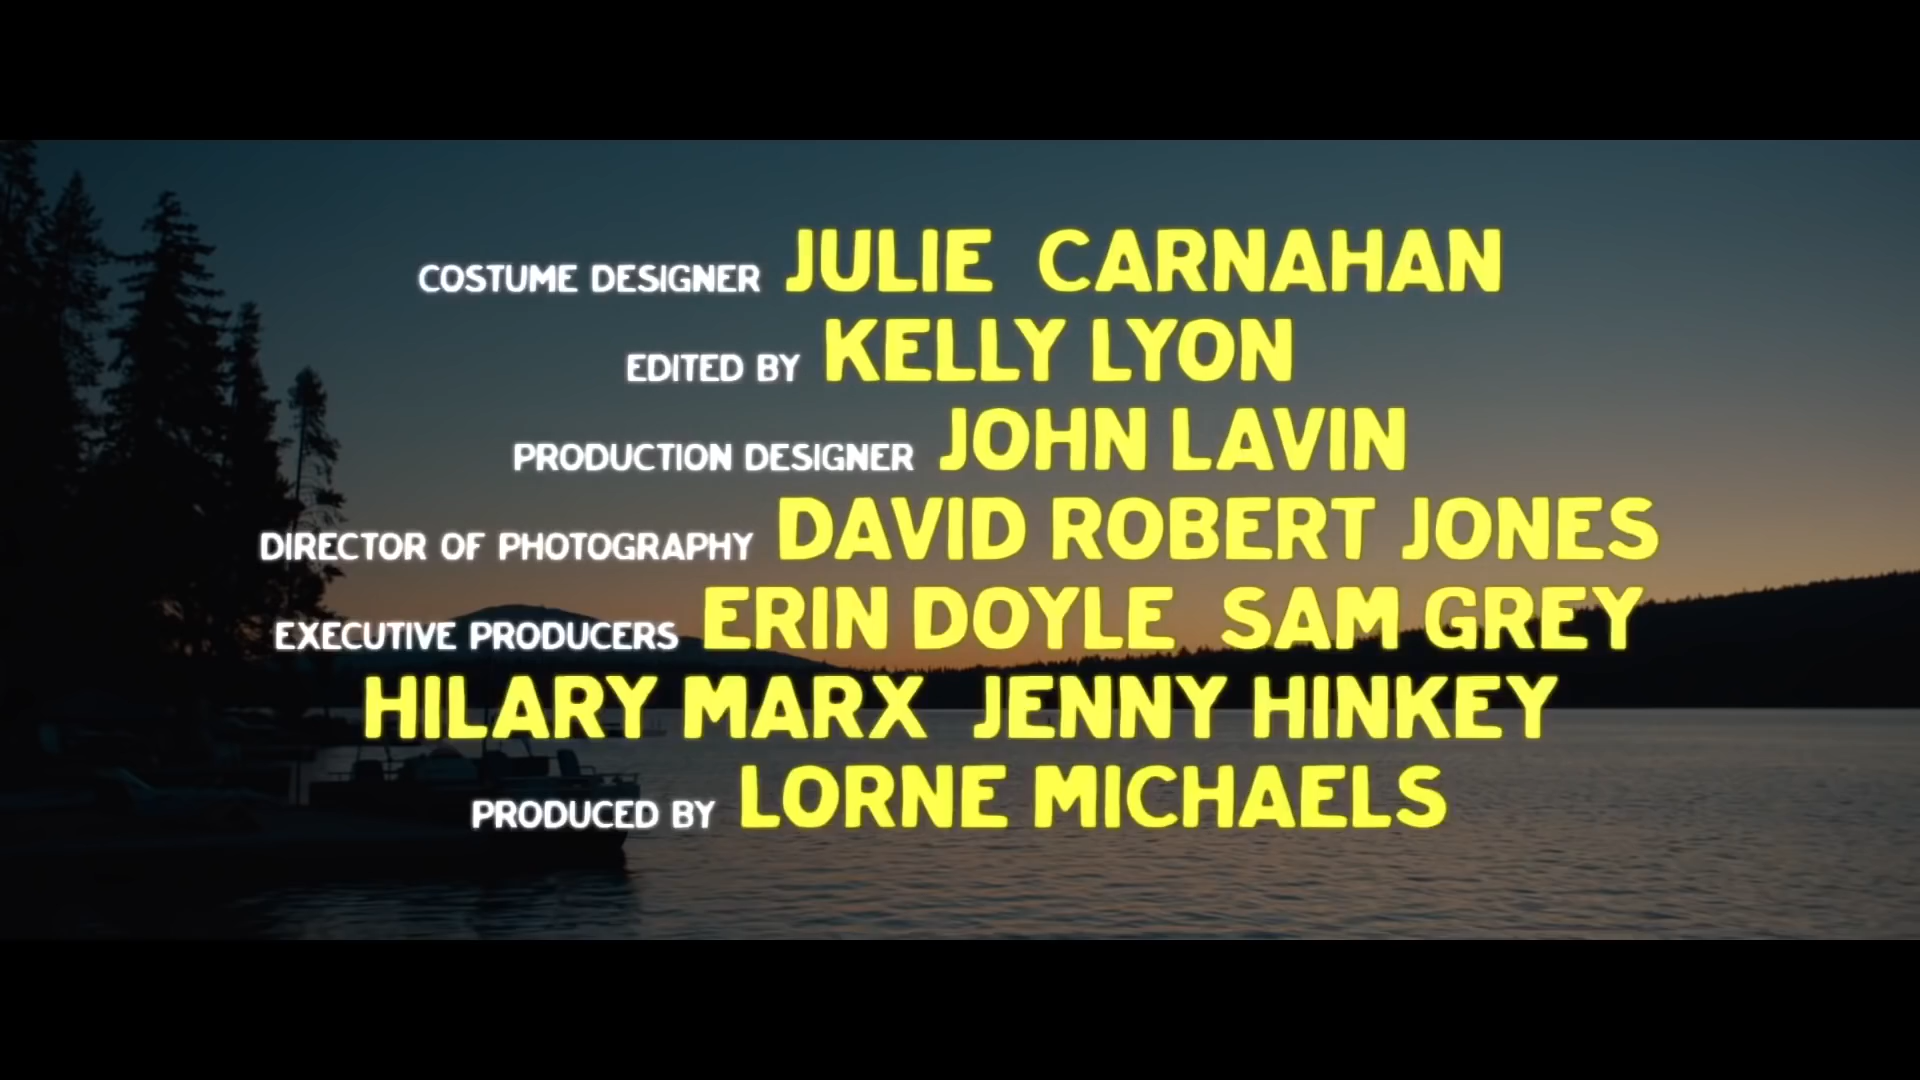 COSTUME DESIGNER JULIE CARNAHAN
EDITED BY KELLY LYON
PRODUCTION DESIGNER JOHN LAVIN
DIRECTOR OF PHOTOGRAPHY DAVID ROBERT JONES
EXECUTIVE PRODUCERS ERIN DOYLE SAM GREY
HILARY MARX JENNY HINKEY
PRODUCED BY LORNE MICHAELS